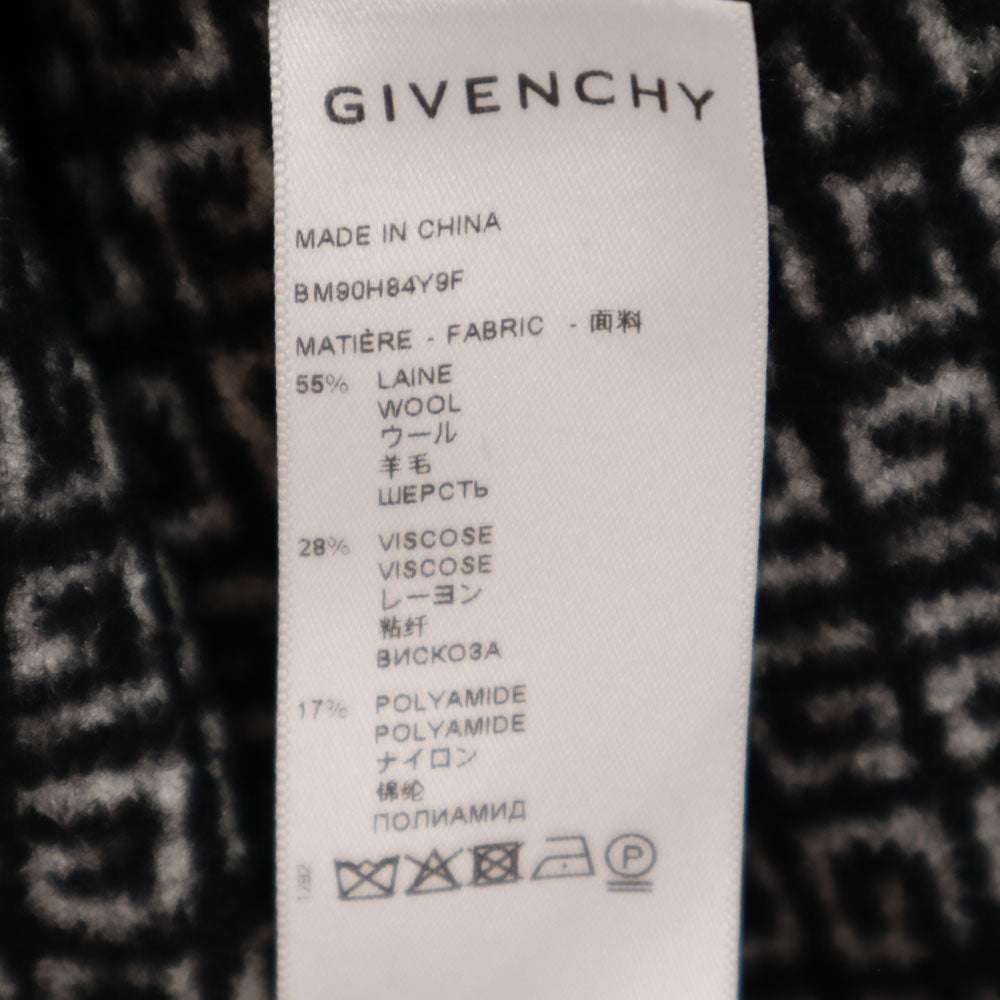 GIVENCHY
MADE IN CHINA
BM90H84Y9F
MATIÈRE - FABRIC - 面料
55% LAINE
WOOL
ウール
羊毛
ШЕРСТЬ
28% VISCOSE
VISCOSE
レーヨン
粘纤
ВИСКОЗА
17% POLYAMIDE
POLYAMIDE
ナイロン
锦纶
ПОЛИАМИД
1292
P